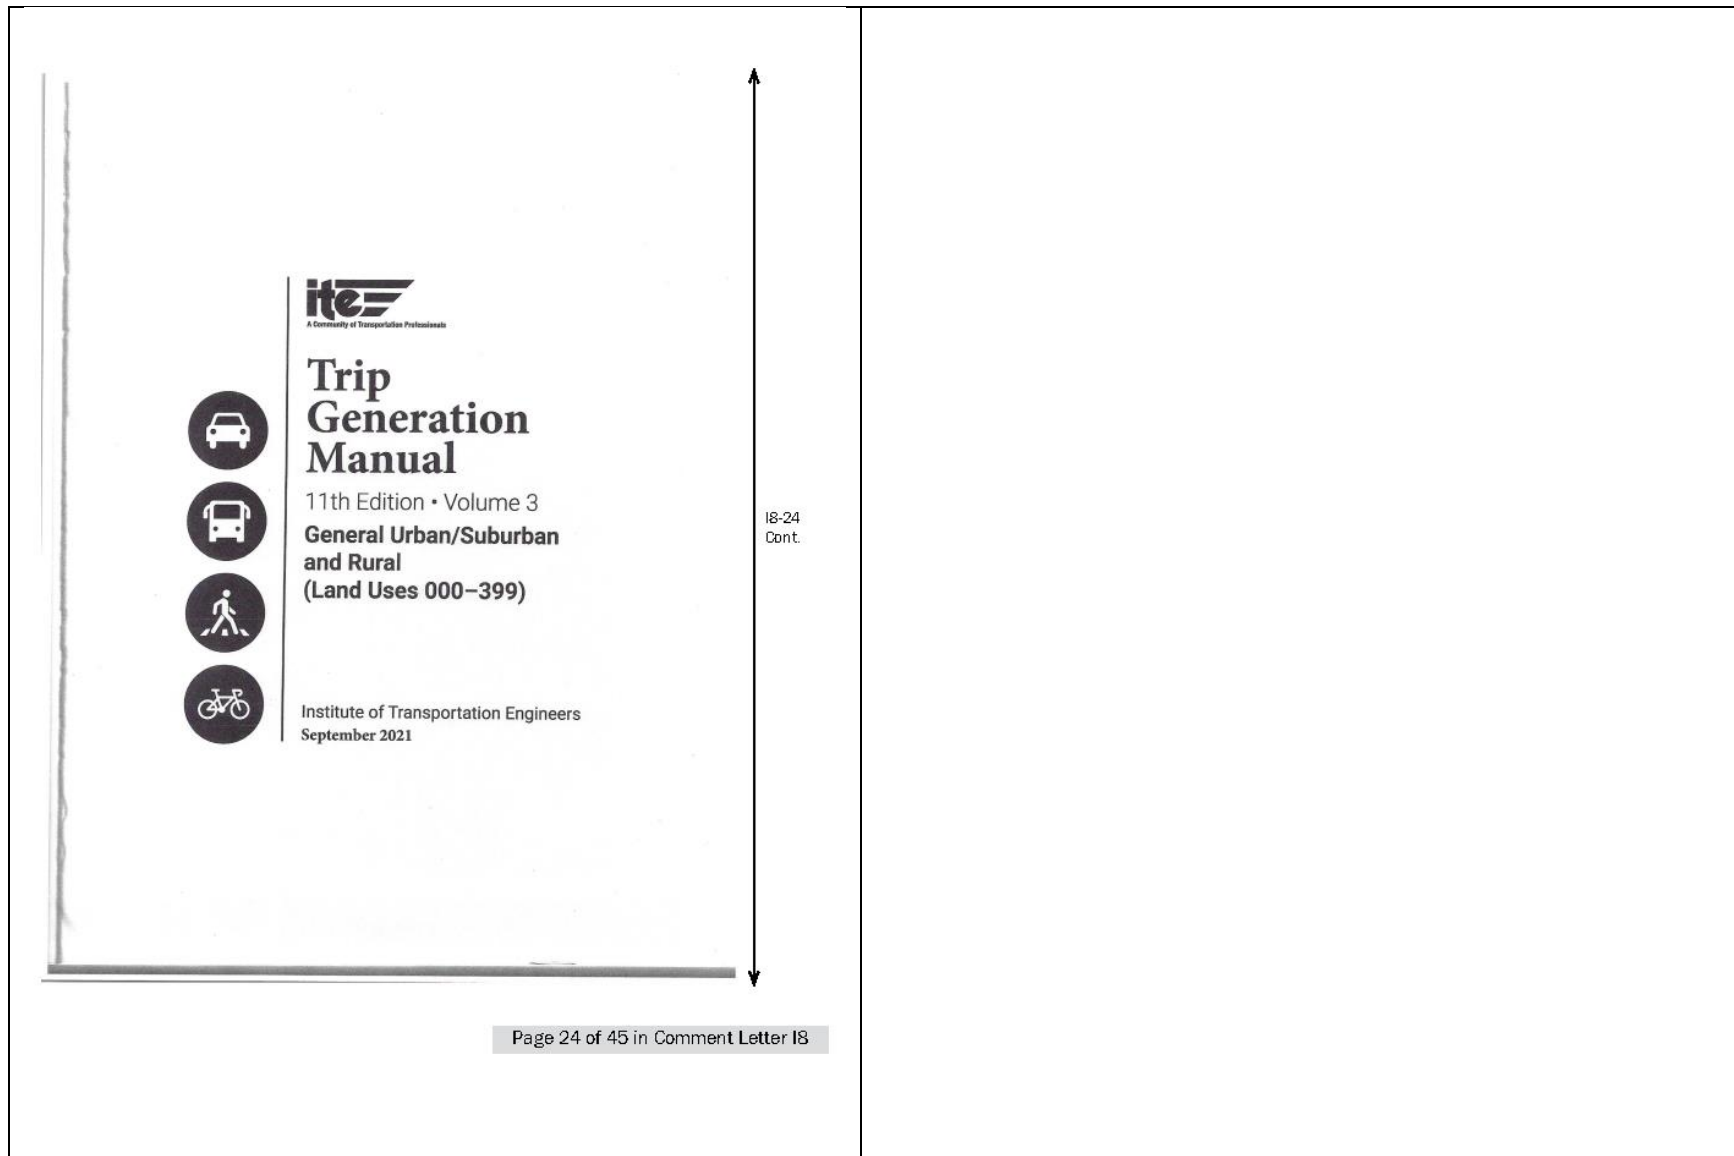 ite
A Community of Transportation Professionals
Trip
Generation
Manual
11th Edition • Volume 3
General Urban/Suburban
and Rural
(Land Uses 000–399)
Institute of Transportation Engineers
September 2021
I8-24
Cont.
Page 24 of 45 in Comment Letter I8